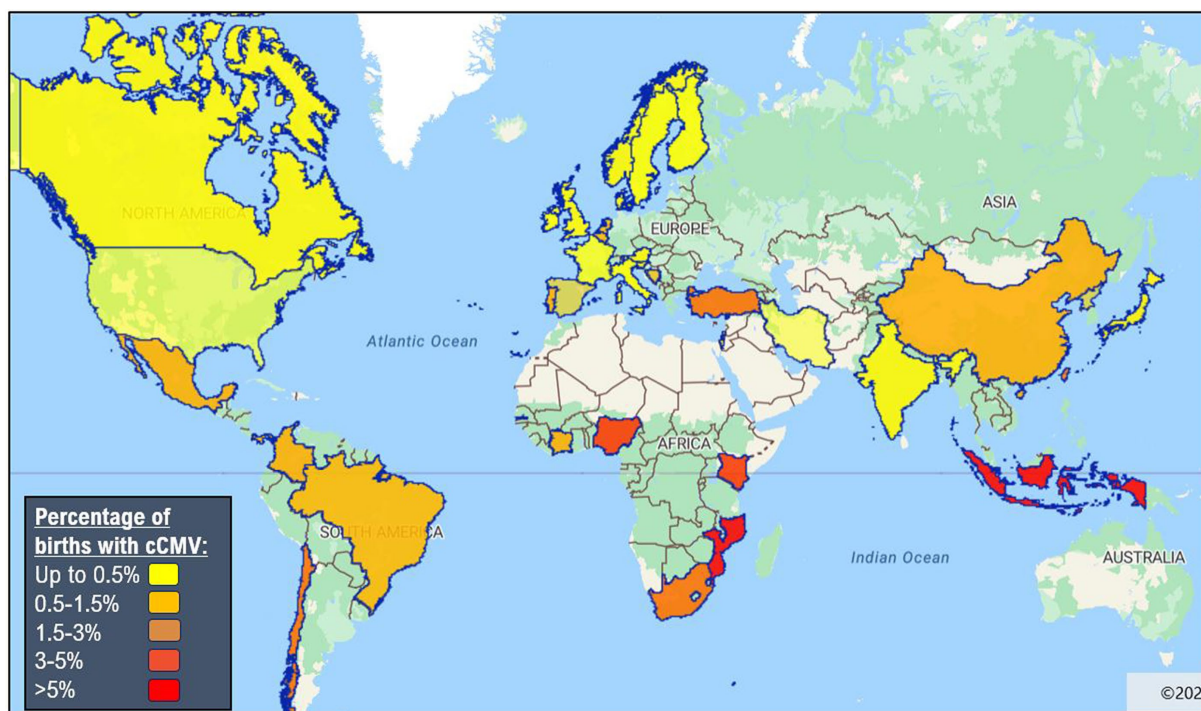 NORTH AMERICA
ASIA
EUROPE
Atlantic Ocean
AFRICA
SOUTH AMERICA
Indian Ocean
AUSTRALIA
Percentage of
births with cCMV:
Up to 0.5%
0.5-1.5%
1.5-3%
3-5%
>5%
©202